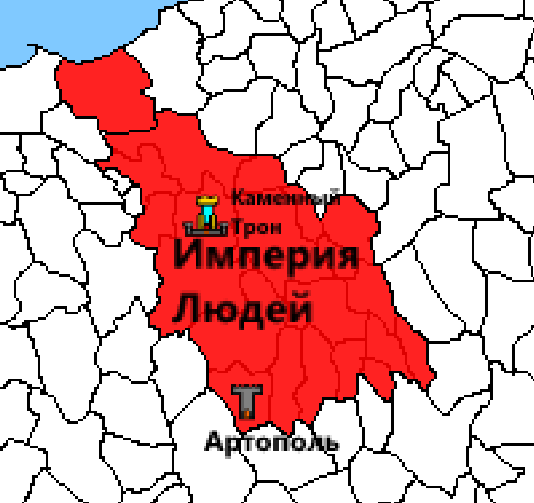 Каменный
Трон
Империя
Людей
Артополь